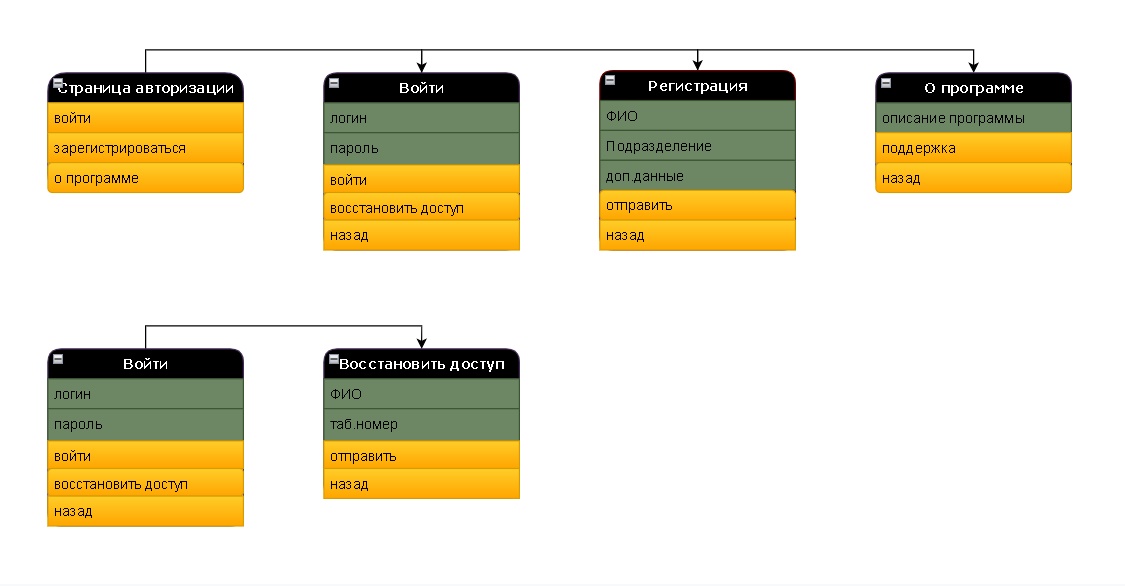 Страница авторизации
войти
зарегистрироваться
о программе
Войти
логин
пароль
войти
восстановить доступ
назад
Регистрация
ФИО
Подразделение
доп.данные
отправить
назад
О программе
описание программы
поддержка
назад
Войти
логин
пароль
войти
восстановить доступ
назад
Восстановить доступ
ФИО
таб.номер
отправить
назад